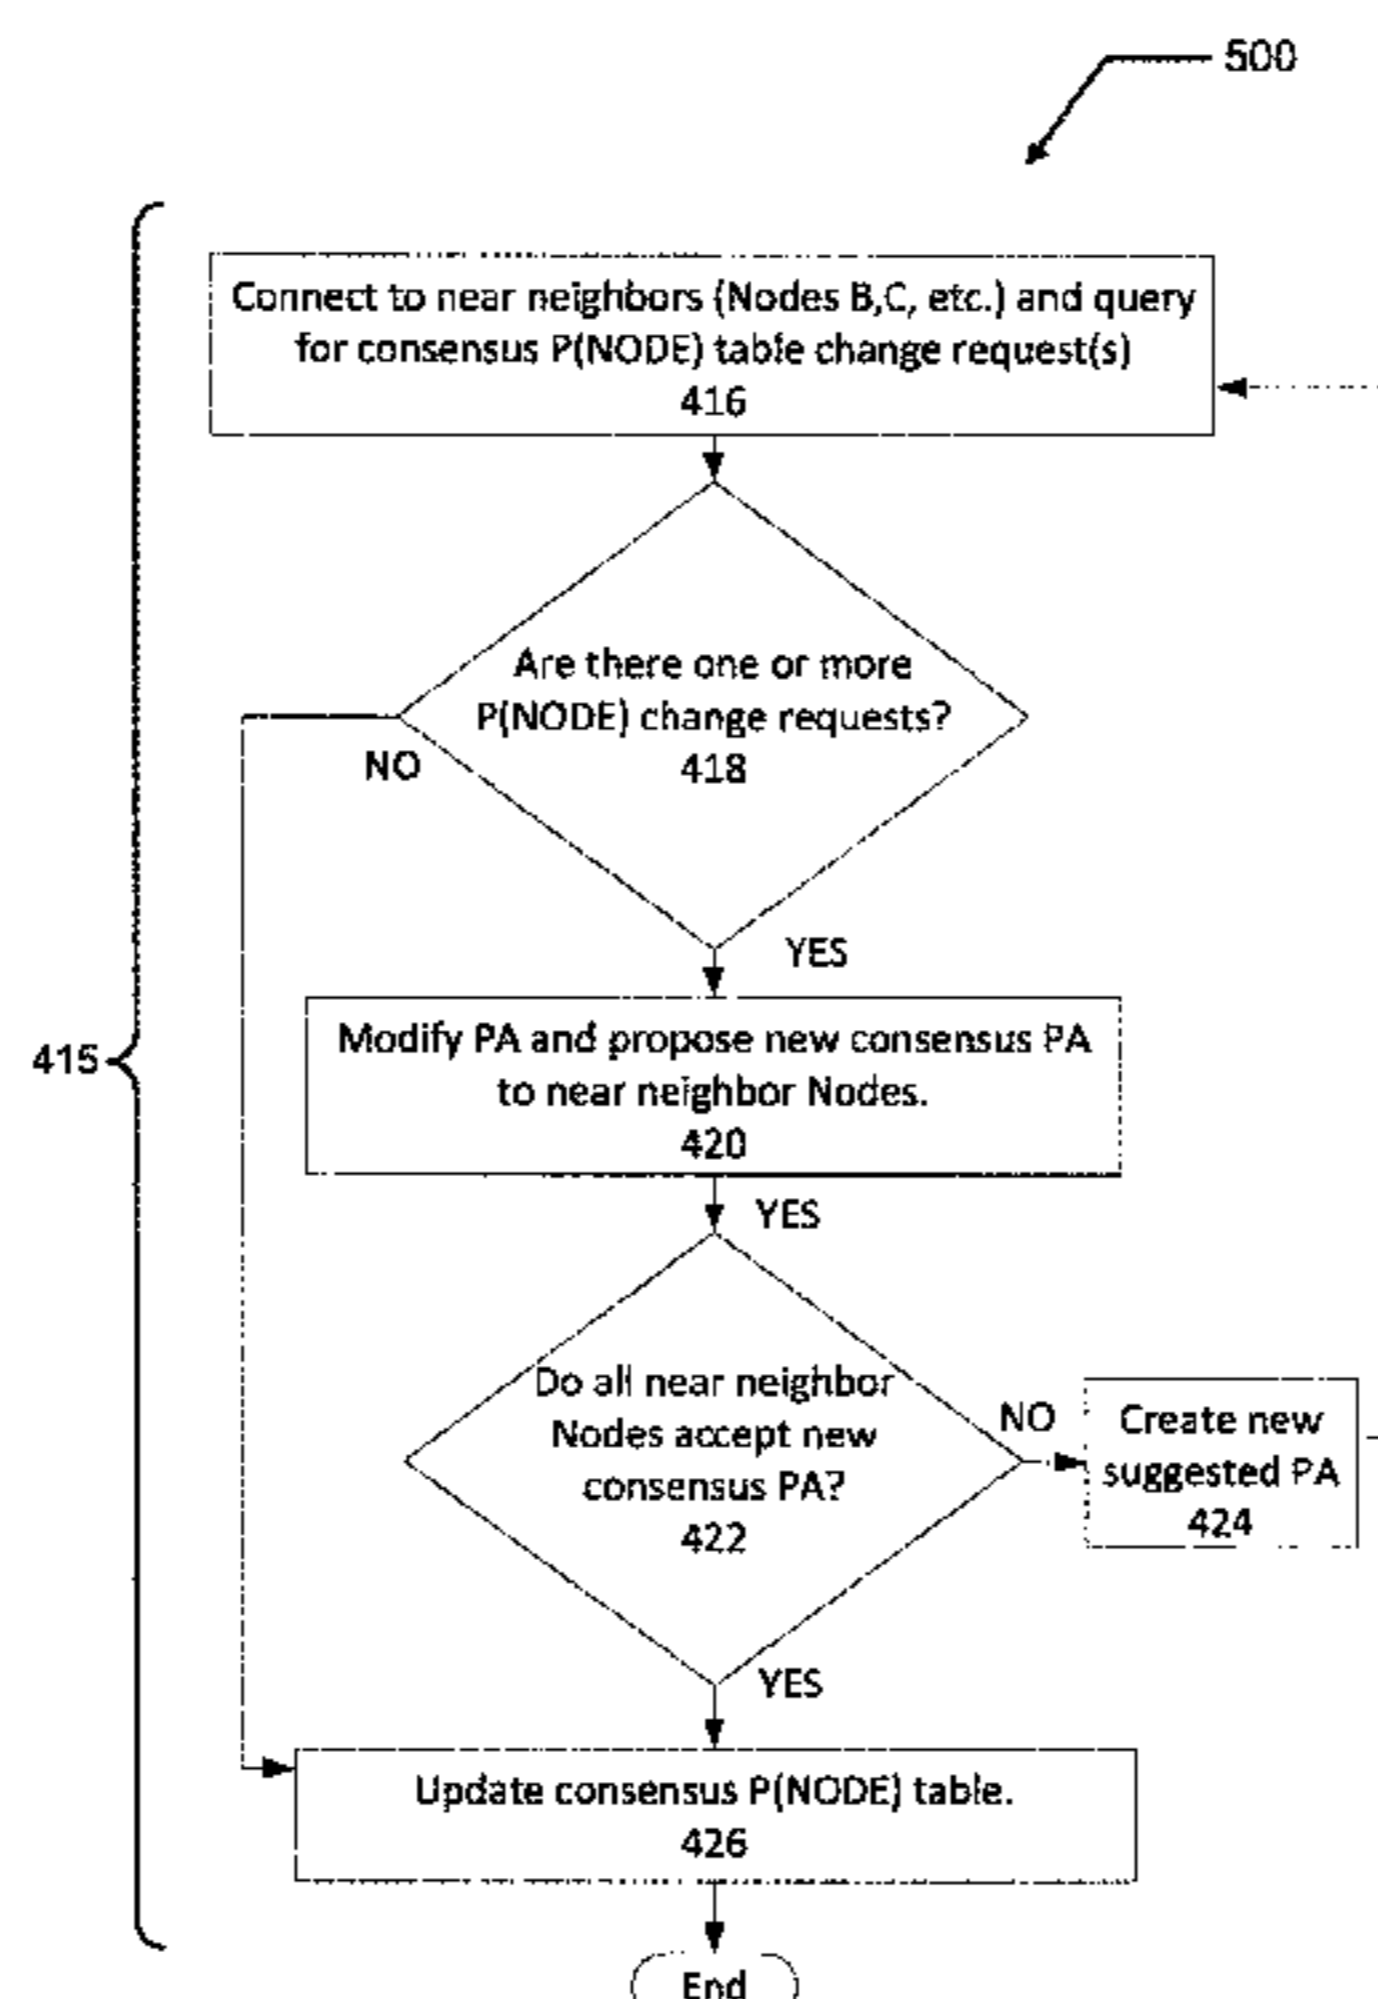 500
Connect to near neighbors (Nodes B,C, etc.) and query
for consensus P(NODE) table change request(s)
416
Are there one or more
P(NODE) change requests?
418
NO
YES
415
Modify PA and propose new consensus PA
to near neighbor Nodes.
420
YES
Do all near neighbor
Nodes accept new
consensus PA?
422
NO
Create new
suggested PA
424
YES
Update consensus P(NODE) table.
426
End